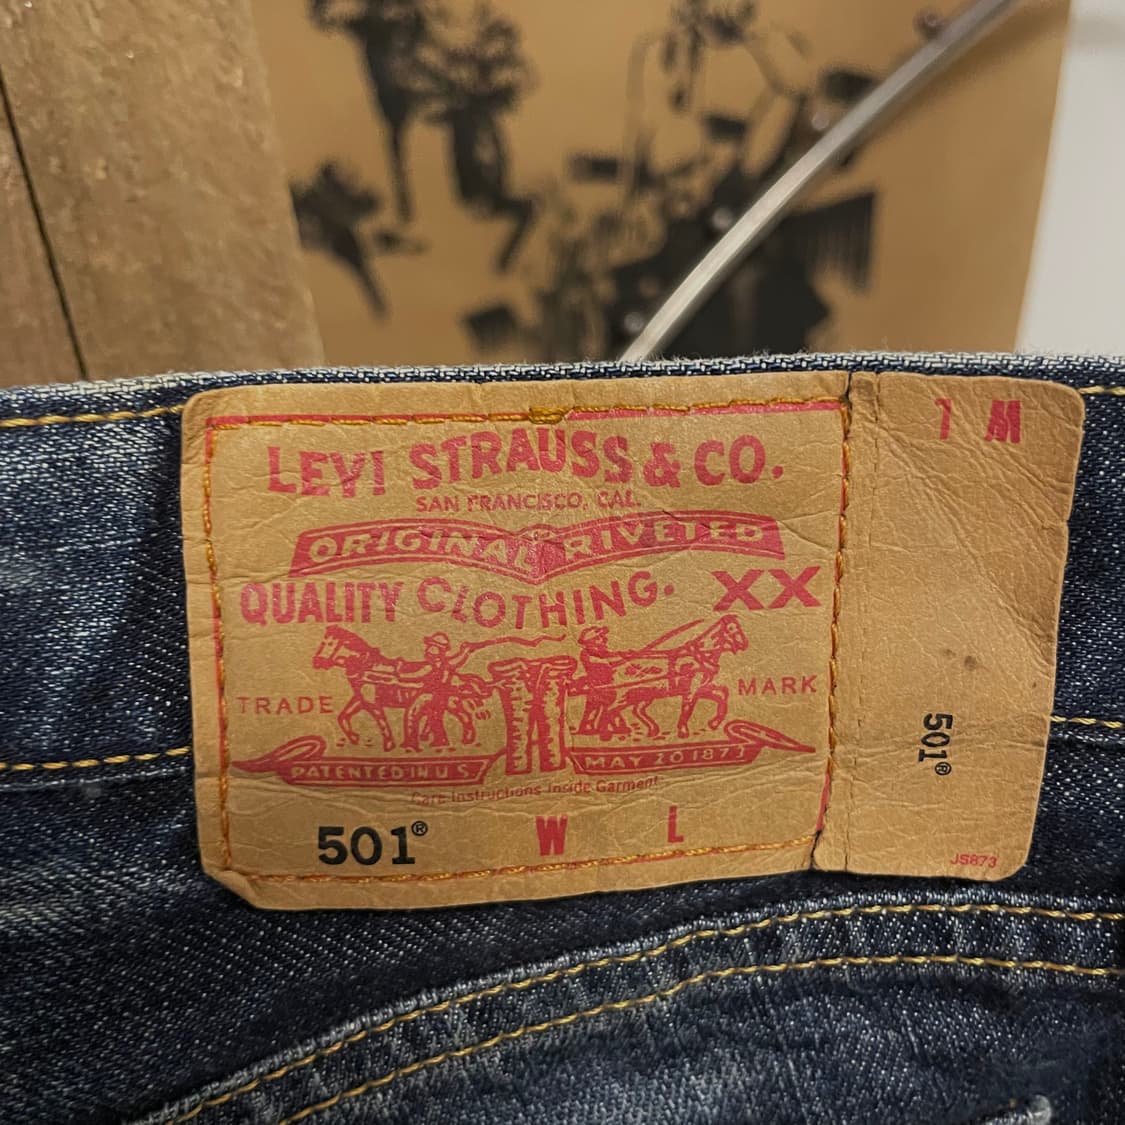 LEVI STRAUSS & CO.
SAN FRANCISCO, CAL.
ORIGINAL RIVETED
QUALITY CLOTHING. XX
TRADE MARK
PATENTED IN U.S. MAY 20 1873
Care Instructions Inside Garment
501® W L
501®
JS873